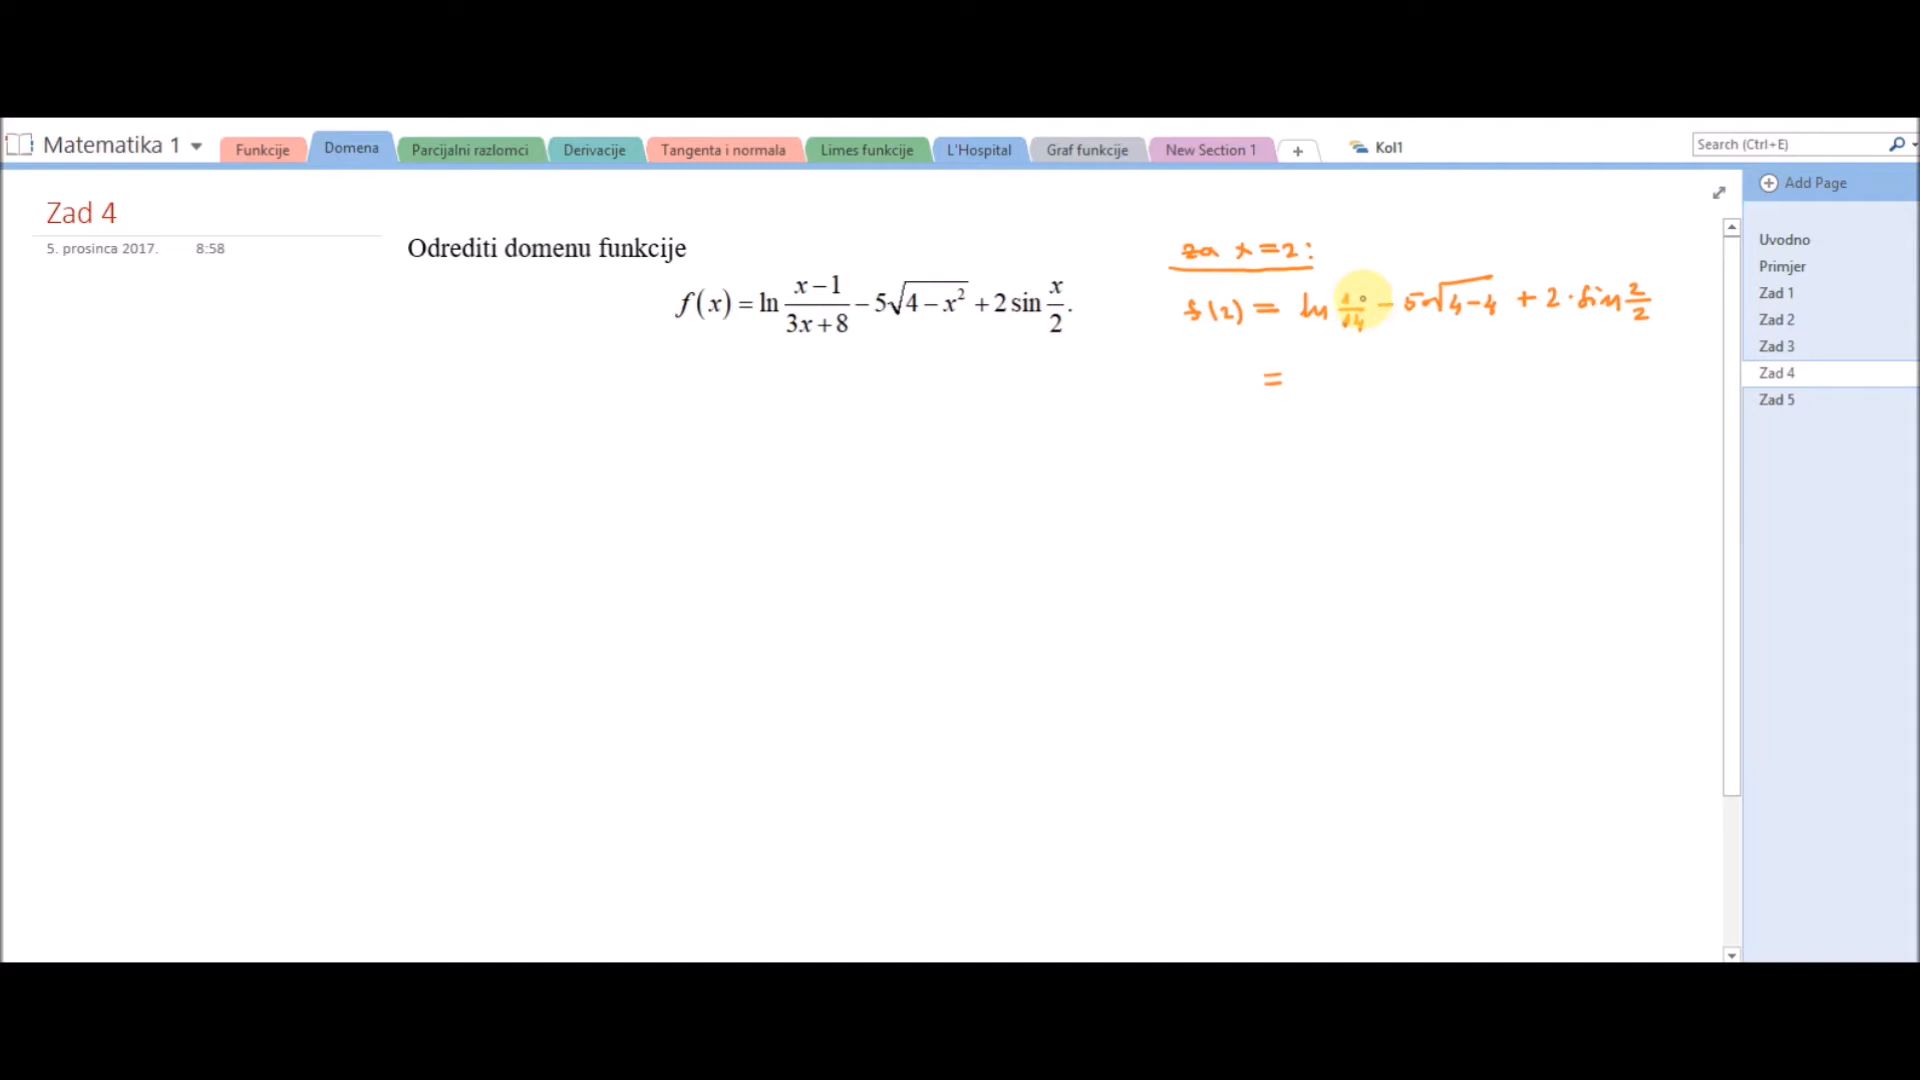 Matematika 1
Funkcije
Domena
Parcijalni razlomci
Derivacije
Tangenta i normala
Limes funkcije
L'Hospital
Graf funkcije
New Section 1
+
Kol1
Search (Ctrl+E)
Zad 4
5. prosinca 2017. 8:58
Odrediti domenu funkcije
f(x) = ln (x−1)/(3x+8) − 5√(4−x²) + 2 sin x/2.
za x=2:
f(2) = ln 1/14 − 5√(4−4) + 2·sin 2/2
=
Add Page
Uvodno
Primjer
Zad 1
Zad 2
Zad 3
Zad 4
Zad 5